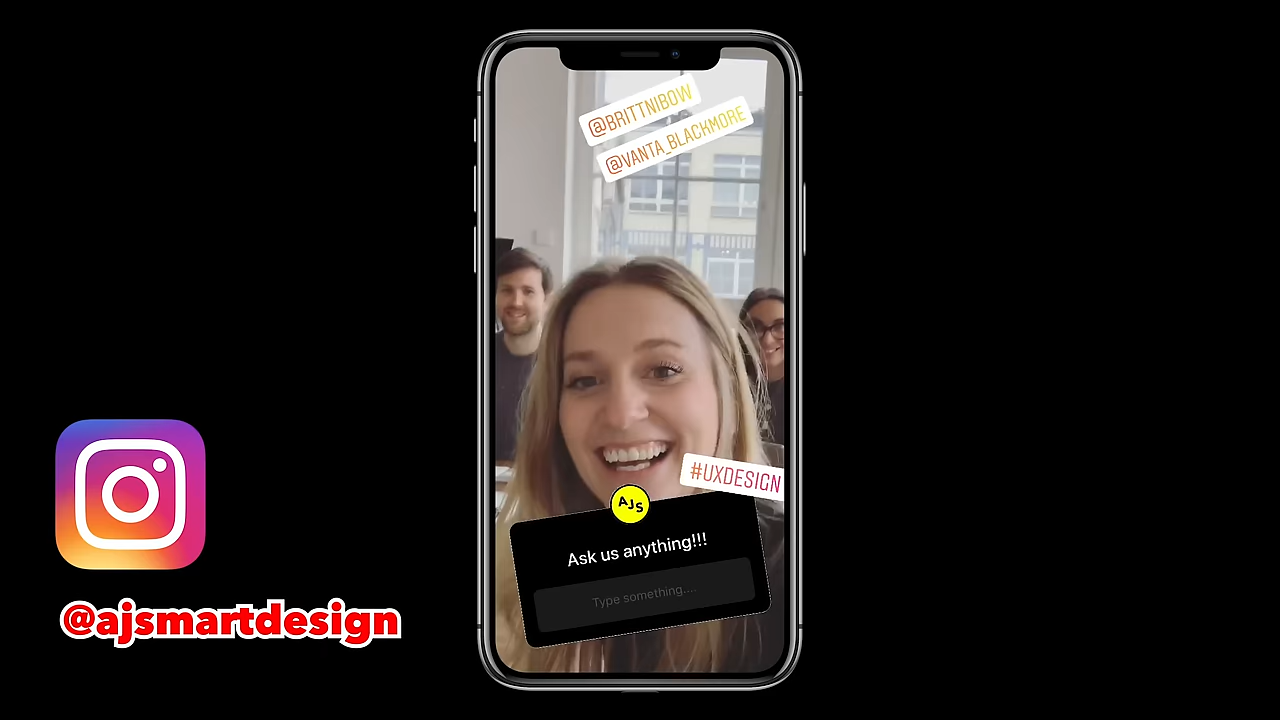 @BRITTNIBOW
@VANTA_BLACKMORE
#UXDESIGN
AJS
Ask us anything!!!
Type something....
@ajsmartdesign